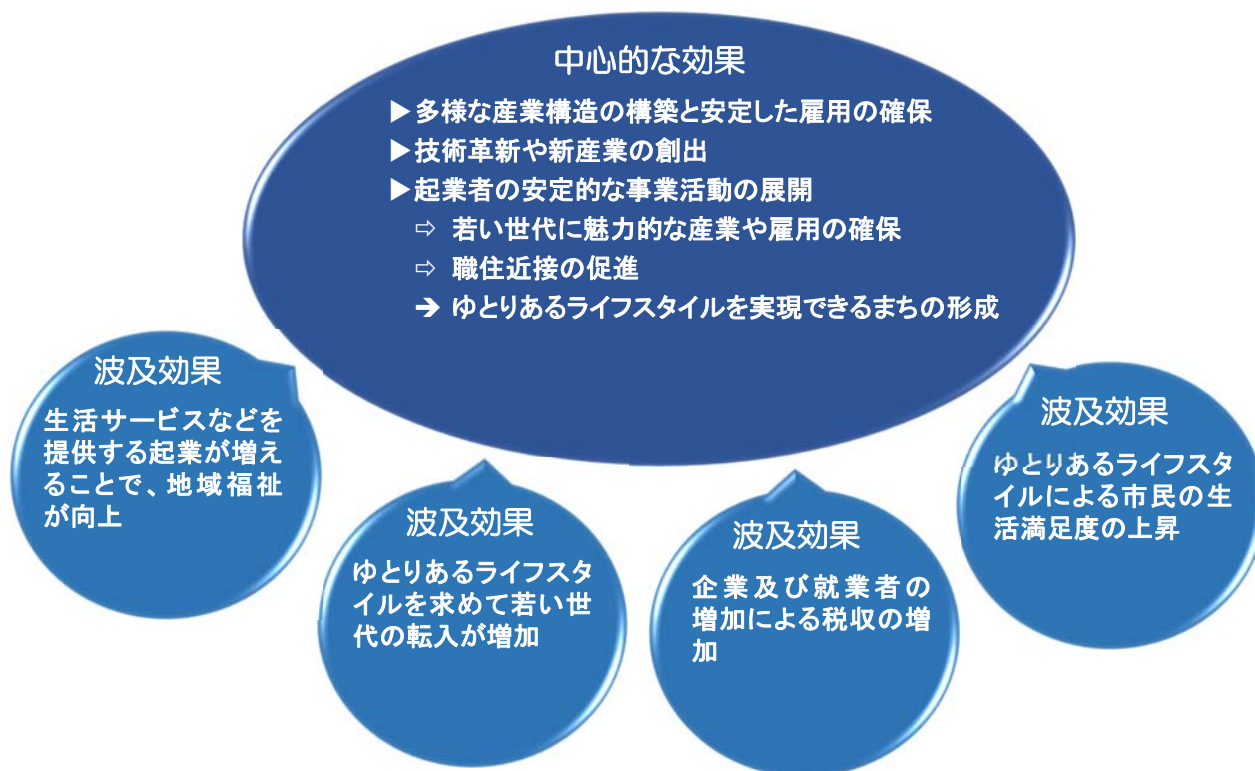 中心的な効果
▶多様な産業構造の構築と安定した雇用の確保
▶技術革新や新産業の創出
▶起業者の安定的な事業活動の展開
⇨ 若い世代に魅力的な産業や雇用の確保
⇨ 職住近接の促進
➔ ゆとりあるライフスタイルを実現できるまちの形成
波及効果
生活サービスなどを
提供する起業が増え
ることで、地域福祉
が向上
波及効果
ゆとりあるライフスタ
イルを求めて若い世
代の転入が増加
波及効果
企業及び就業者の
増加による税収の増
加
波及効果
ゆとりあるライフスタ
イルによる市民の生
活満足度の上昇